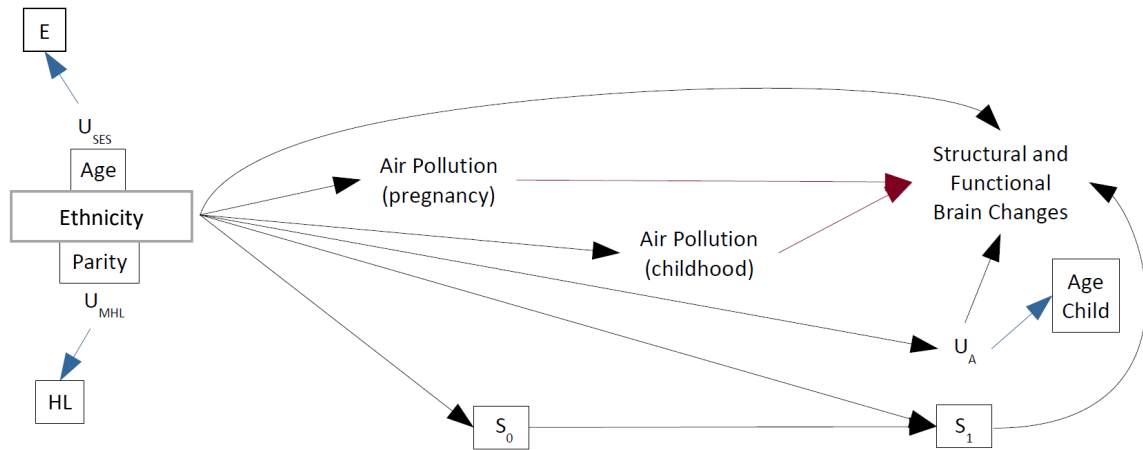 E
U_SES
Age
Ethnicity
Parity
U_MHL
HL
Air Pollution
(pregnancy)
Air Pollution
(childhood)
Structural and
Functional
Brain Changes
Age
Child
U_A
S_0
S_1